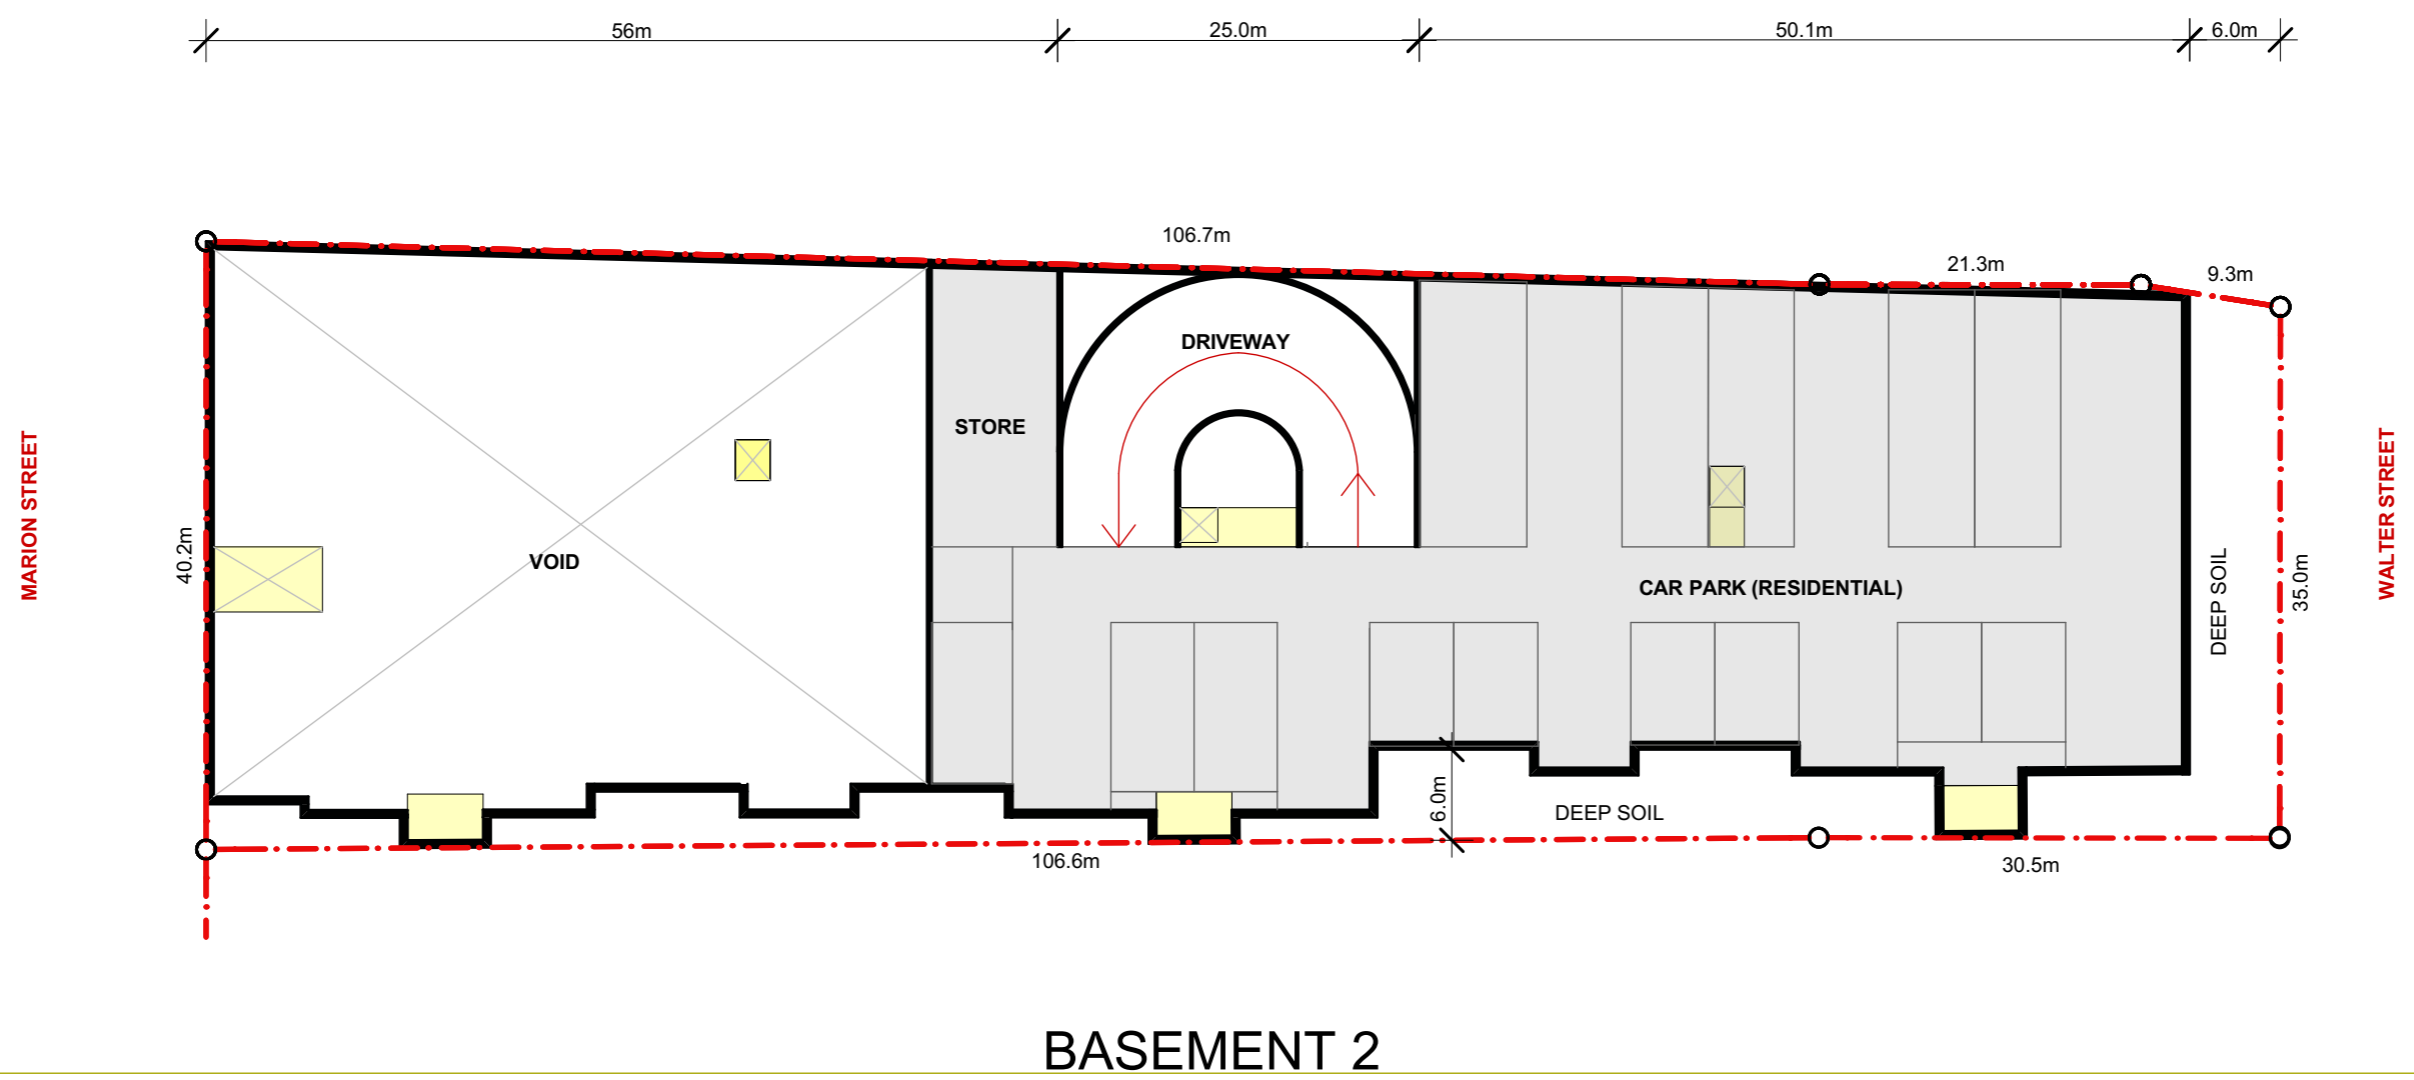 56m
25.0m
50.1m
6.0m
106.7m
21.3m
9.3m
DRIVEWAY
STORE
MARION STREET
40.2m
VOID
CAR PARK (RESIDENTIAL)
DEEP SOIL
35.0m
WALTER STREET
6.0m
DEEP SOIL
106.6m
30.5m
BASEMENT 2